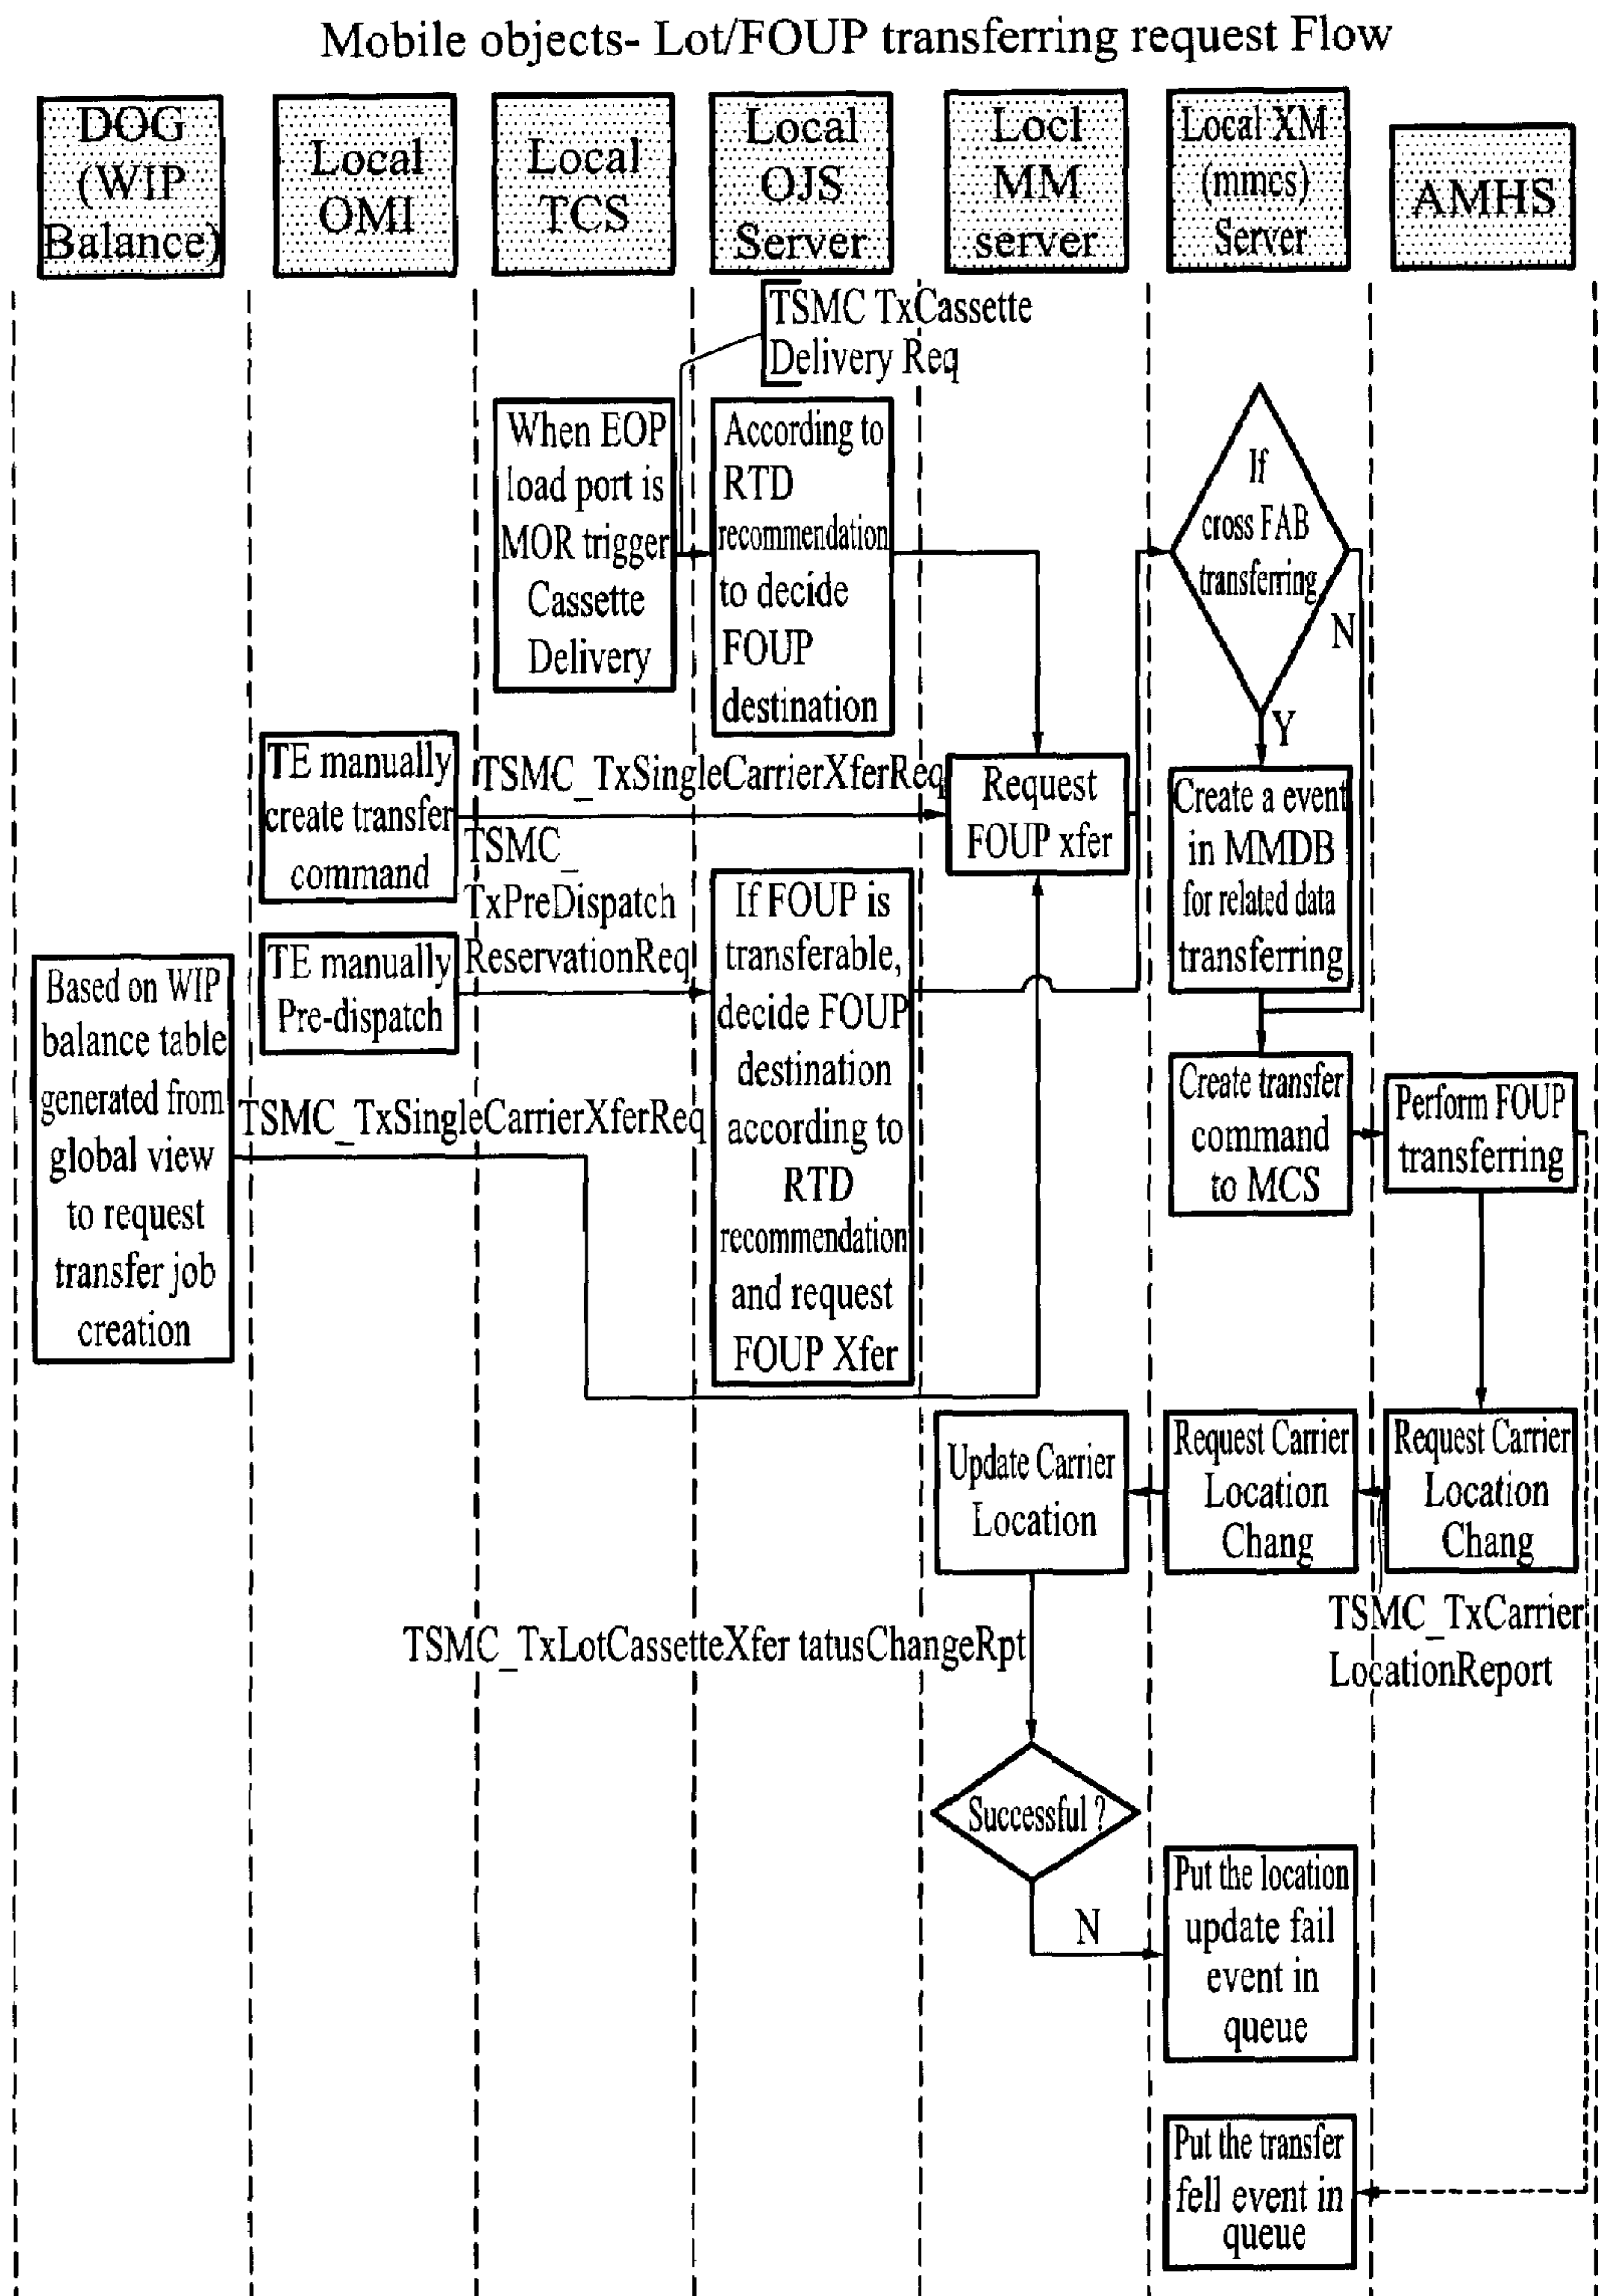 Mobile objects- Lot/FOUP transferring request Flow
DOG
(WIP
Balance)
Local
OMI
Local
TCS
Local
OJS
Server
Locl
MM
server
Local XM
(mmcs)
Server
AMHS
TSMC TxCassette
Delivery Req
When EOP
load port is
MOR trigger
Cassette
Delivery
According to
RTD
recommendation
to decide
FOUP
destination
If
cross FAB
transferring
N
Y
TE manually
create transfer
command
TSMC_TxSingleCarrierXferReq
Request
FOUP xfer
Create a event
in MMDB
for related data
transferring
TSMC_
TxPreDispatch
ReservationReq
TE manually
Pre-dispatch
If FOUP is
transferable,
decide FOUP
destination
according to
RTD
recommendation
and request
FOUP Xfer
Based on WIP
balance table
generated from
global view
to request
transfer job
creation
TSMC_TxSingleCarrierXferReq
Create transfer
command
to MCS
Perform FOUP
transferring
Update Carrier
Location
Request Carrier
Location
Chang
Request Carrier
Location
Chang
TSMC_TxCarrier
LocationReport
TSMC_TxLotCassetteXfer tatusChangeRpt
Successful ?
N
Put the location
update fail
event in
queue
Put the transfer
fell event in
queue